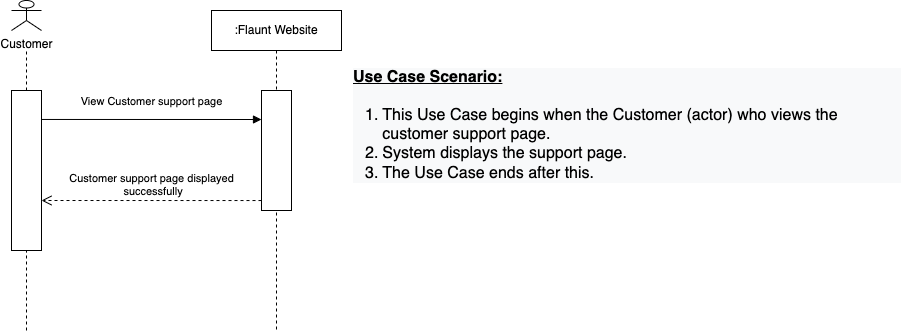 Customer
:Flaunt Website
View Customer support page
Customer support page displayed
successfully
Use Case Scenario:
1. This Use Case begins when the Customer (actor) who views the
customer support page.
2. System displays the support page.
3. The Use Case ends after this.